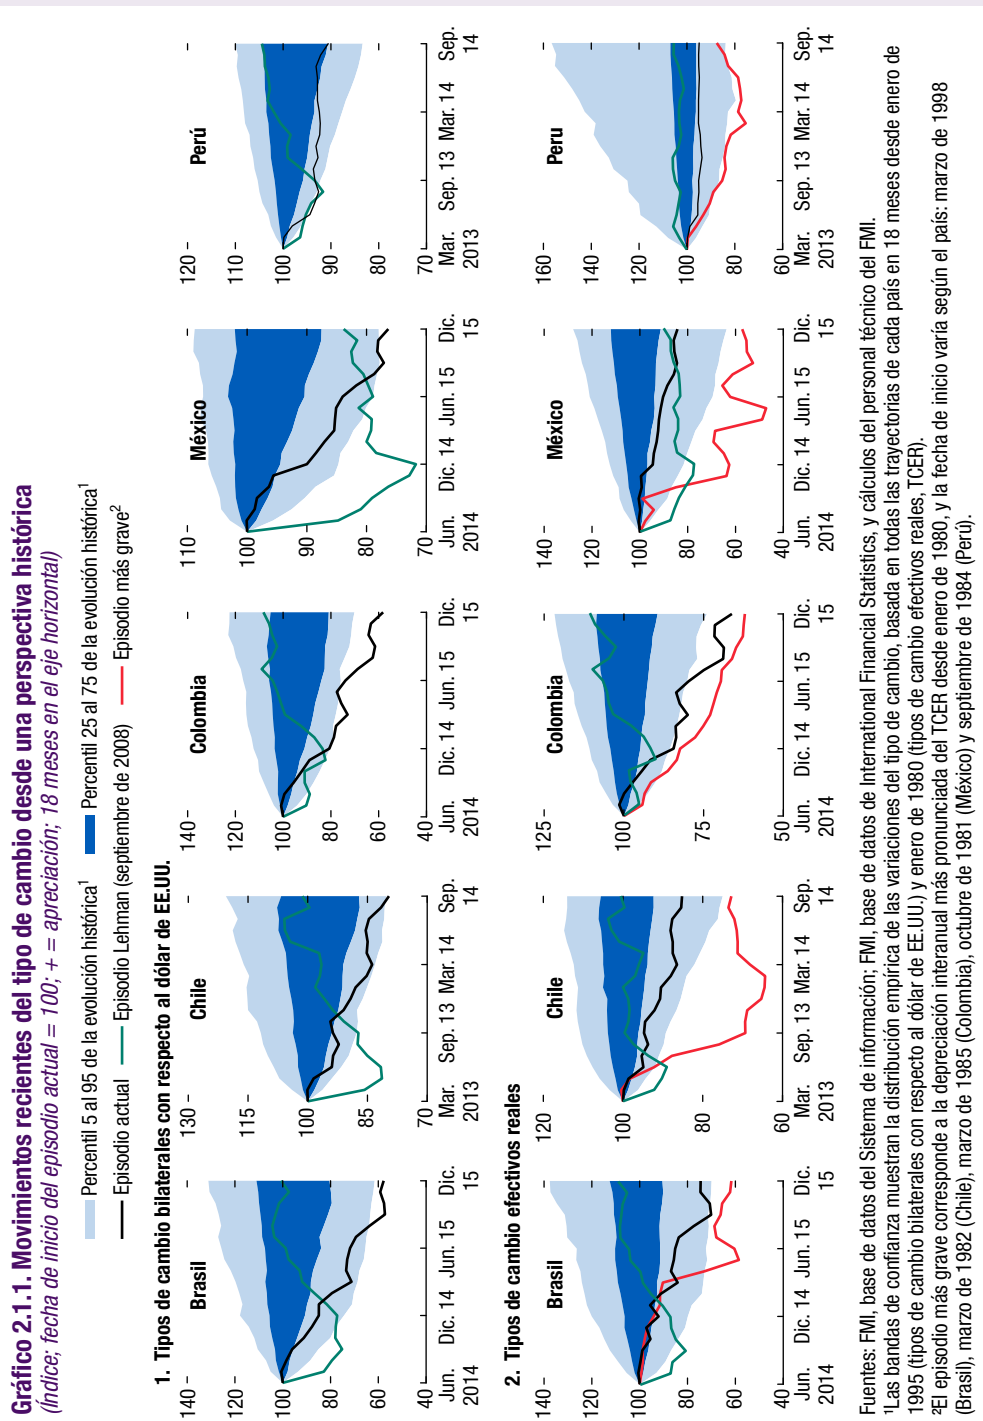 Gráfico 2.1.1. Movimientos recientes del tipo de cambio desde una perspectiva histórica
(Índice; fecha de inicio del episodio actual = 100; + = apreciación; 18 meses en el eje horizontal)
Percentil 5 al 95 de la evolución histórica¹
Percentil 25 al 75 de la evolución histórica¹
Episodio actual
Episodio Lehman (septiembre de 2008)
Episodio más grave²
1. Tipos de cambio bilaterales con respecto al dólar de EE.UU.
Brasil
140
120
100
80
60
40
Jun. Dic. 14 Jun. 15 Dic.
2014 15
Chile
130
115
100
85
70
Mar. Sep. 13 Mar. 14 Sep.
2013 14
Colombia
140
120
100
80
60
40
Jun. Dic. 14 Jun. 15 Dic.
2014 15
México
110
100
90
80
70
Jun. Dic. 14 Jun. 15 Dic.
2014 15
Perú
120
110
100
90
80
70
Mar. Sep. 13 Mar. 14 Sep.
2013 14
2. Tipos de cambio efectivos reales
Brasil
140
120
100
80
60
40
Jun. Dic. 14 Jun. 15 Dic.
2014 15
Chile
120
100
80
60
Mar. Sep. 13 Mar. 14 Sep.
2013 14
Colombia
125
100
75
50
Jun. Dic. 14 Jun. 15 Dic.
2014 15
México
140
120
100
80
60
40
Jun. Dic. 14 Jun. 15 Dic.
2014 15
Peru
160
140
120
100
80
60
Mar. Sep. 13 Mar. 14 Sep.
2013 14
Fuentes: FMI, base de datos del Sistema de información; FMI, base de datos de International Financial Statistics, y cálculos del personal técnico del FMI.
¹Las bandas de confianza muestran la distribución empírica de las variaciones del tipo de cambio, basada en todas las trayectorias de cada país en 18 meses desde enero de
1995 (tipos de cambio bilaterales con respecto al dólar de EE.UU.) y enero de 1980 (tipos de cambio efectivos reales, TCER).
²El episodio más grave corresponde a la depreciación interanual más pronunciada del TCER desde enero de 1980, y la fecha de inicio varía según el país: marzo de 1998
(Brasil), marzo de 1982 (Chile), marzo de 1985 (Colombia), octubre de 1981 (México) y septiembre de 1984 (Perú).